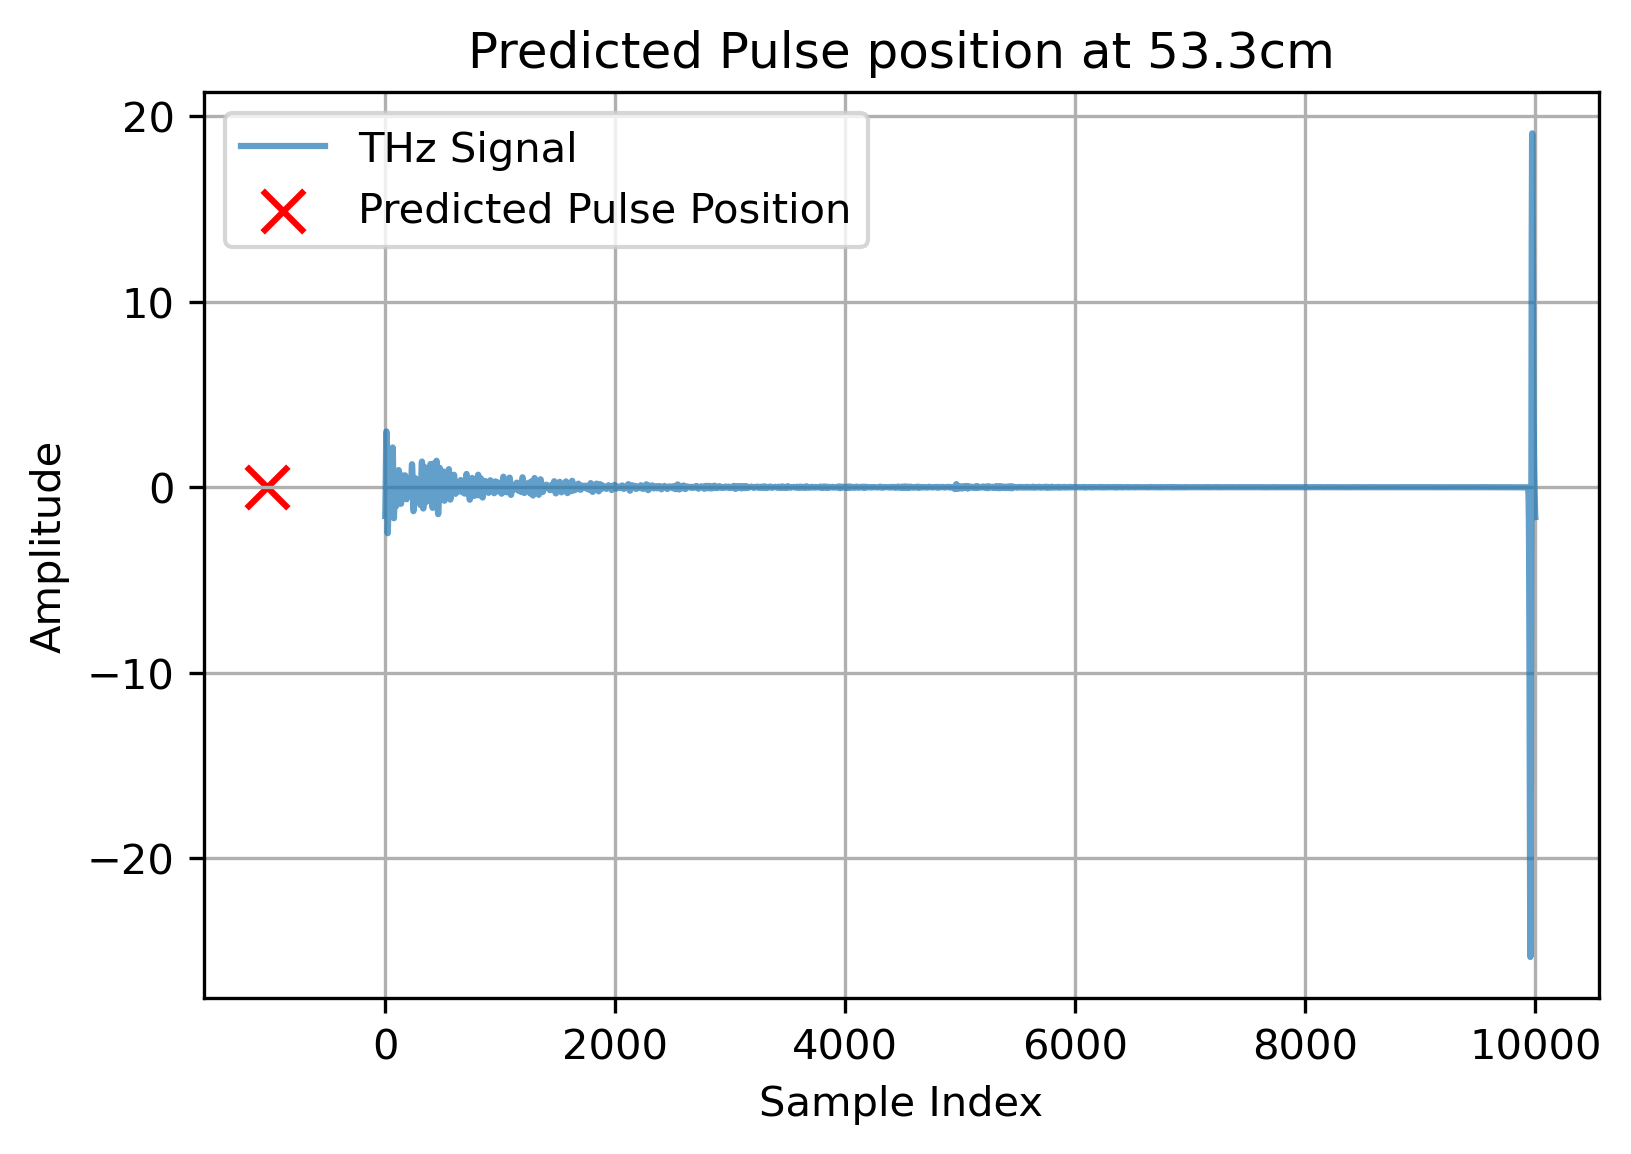 Predicted Pulse position at 53.3cm
THz Signal
Predicted Pulse Position
20
10
0
−10
−20
Amplitude
0 2000 4000 6000 8000 10000
Sample Index